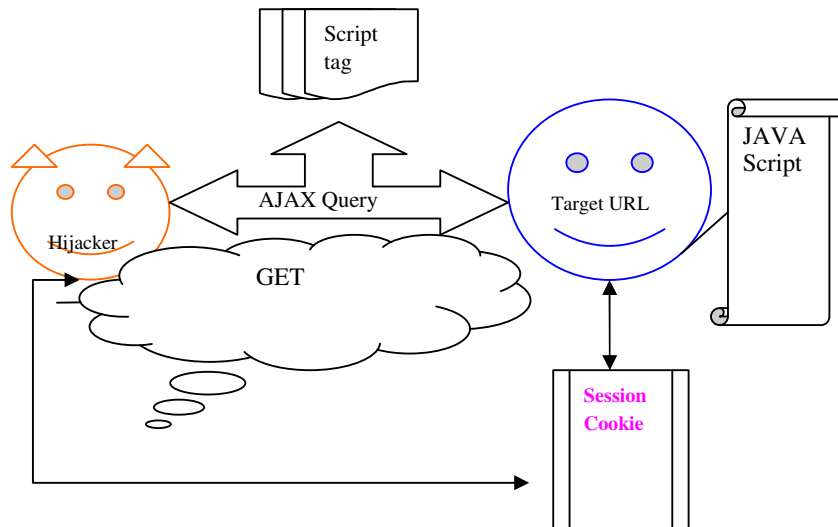 Script
tag
JAVA
Script
AJAX Query
Target URL
Hijacker
GET
Session
Cookie